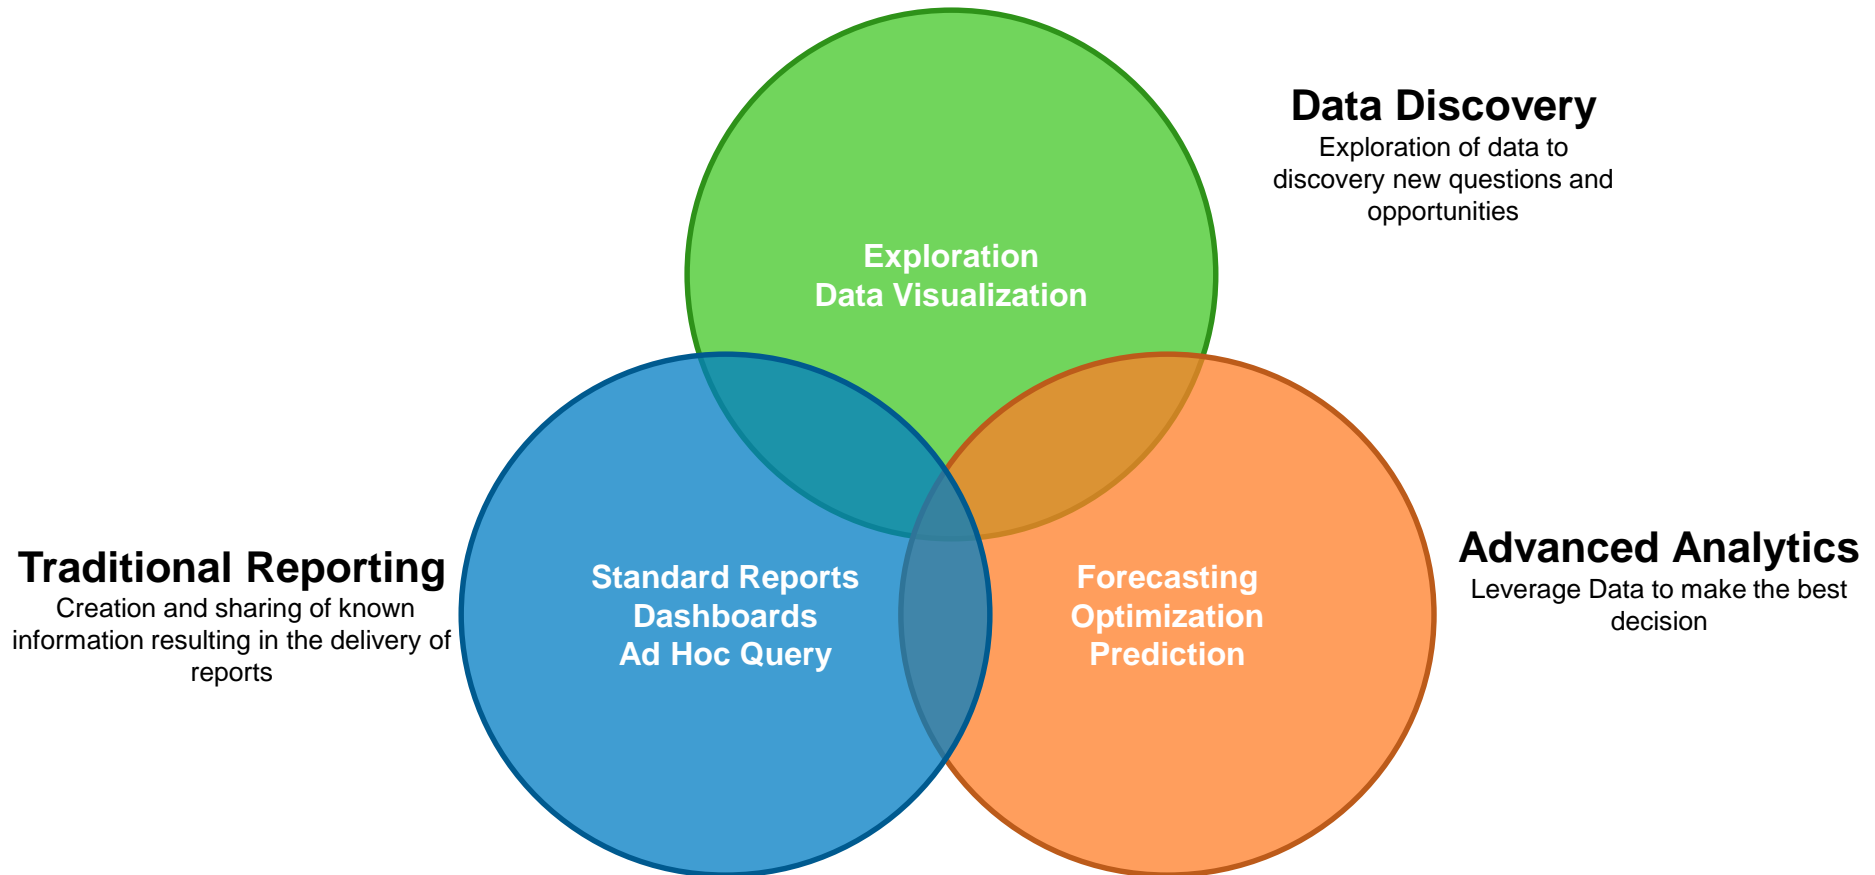 Data Discovery
Exploration of data to
discovery new questions and
opportunities
Exploration
Data Visualization
Traditional Reporting
Creation and sharing of known
information resulting in the delivery of
reports
Standard Reports
Dashboards
Ad Hoc Query
Forecasting
Optimization
Prediction
Advanced Analytics
Leverage Data to make the best
decision